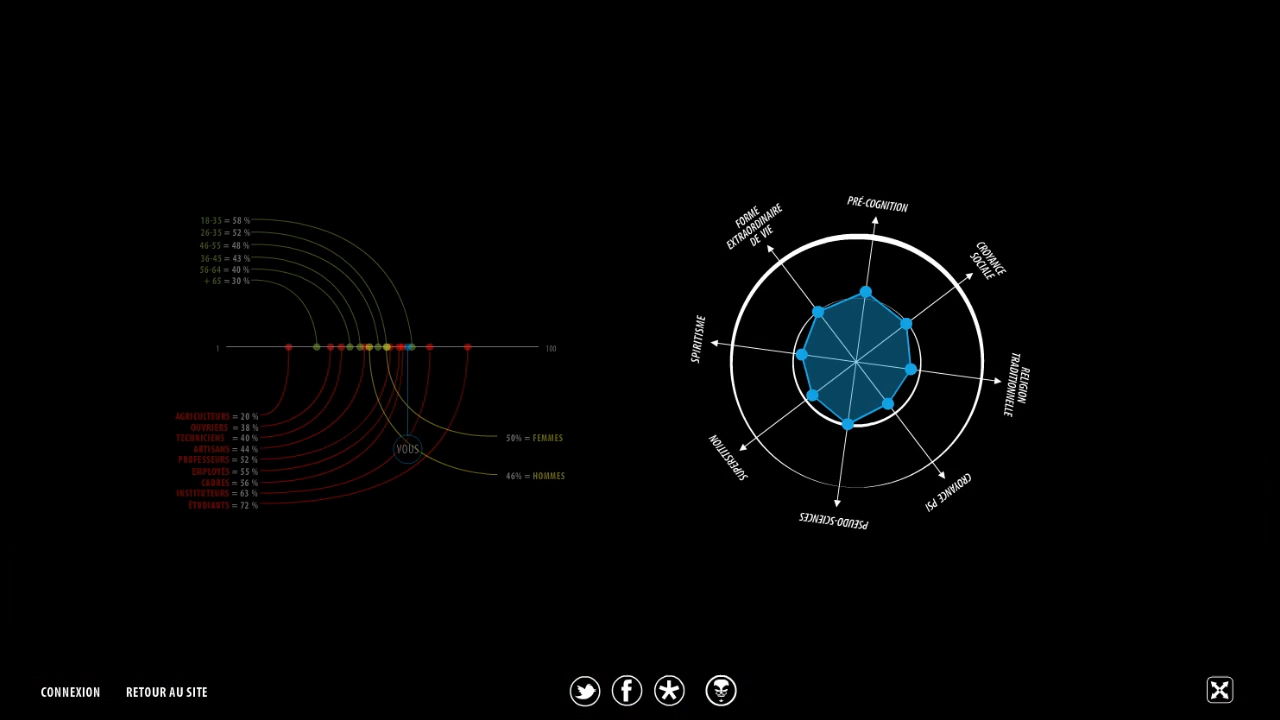 18-35 = 58 %
26-35 = 52 %
46-55 = 48 %
36-45 = 43 %
56-64 = 40 %
+ 65 = 30 %
1
100
AGRICULTEURS = 20 %
OUVRIERS = 38 %
TECHNICIENS = 40 %
ARTISANS = 44 %
PROFESSEURS = 52 %
EMPLOYÉS = 55 %
CADRES = 56 %
INSTITUTEURS = 63 %
ÉTUDIANTS = 72 %
VOUS
50% = FEMMES
46% = HOMMES
PRÉ-COGNITION
CROYANCE
SOCIALE
RELIGION
TRADITIONNELLE
CROYANCE PSI
PSEUDO-SCIENCES
SUPERSTITION
SPIRITISME
FORME
EXTRAORDINAIRE
DE VIE
CONNEXION
RETOUR AU SITE